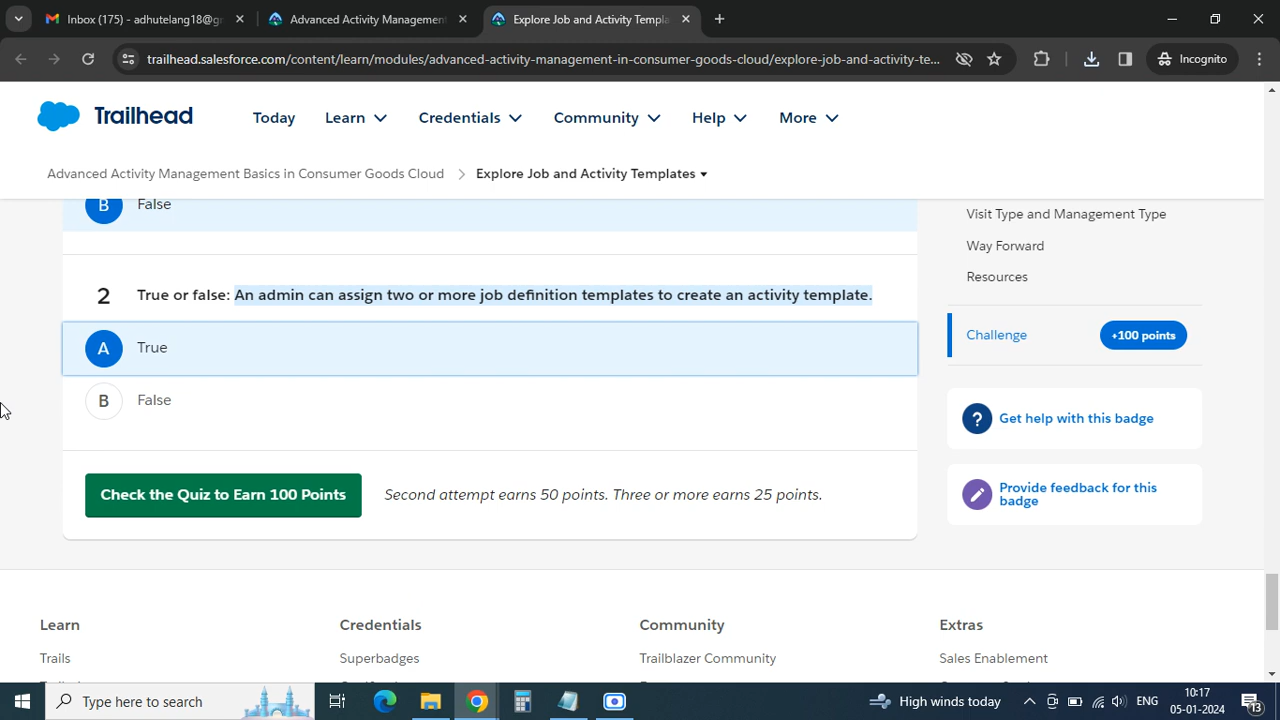 Inbox (175) - adhutelang18@g
Advanced Activity Management
Explore Job and Activity Templa
trailhead.salesforce.com/content/learn/modules/advanced-activity-management-in-consumer-goods-cloud/explore-job-and-activity-te...
Incognito
Trailhead
Today
Learn
Credentials
Community
Help
More
Advanced Activity Management Basics in Consumer Goods Cloud
Explore Job and Activity Templates
B
False
Visit Type and Management Type
Way Forward
Resources
2
True or false: An admin can assign two or more job definition templates to create an activity template.
A
True
B
False
Challenge
+100 points
Get help with this badge
Provide feedback for this
badge
Check the Quiz to Earn 100 Points
Second attempt earns 50 points. Three or more earns 25 points.
Learn
Credentials
Community
Extras
Trails
Superbadges
Trailblazer Community
Sales Enablement
Type here to search
High winds today
ENG
10:17
05-01-2024
13